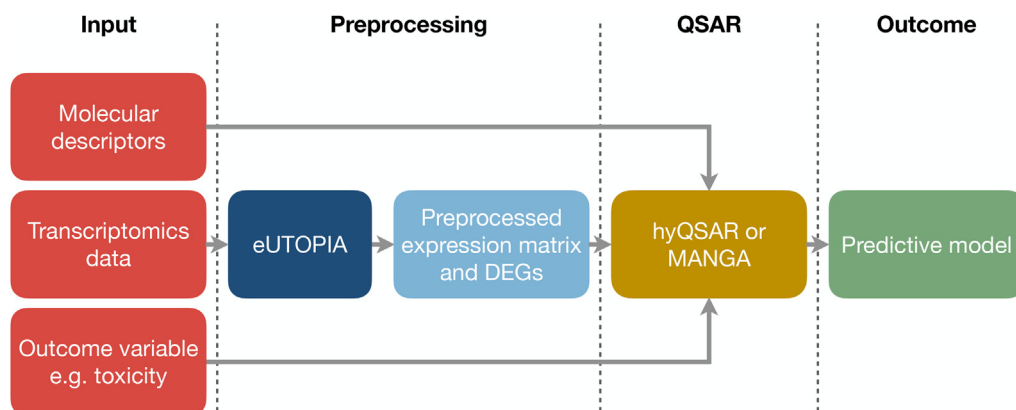 Input
Preprocessing
QSAR
Outcome
Molecular
descriptors
Transcriptomics
data
eUTOPIA
Preprocessed
expression matrix
and DEGs
hyQSAR or
MANGA
Predictive model
Outcome variable
e.g. toxicity